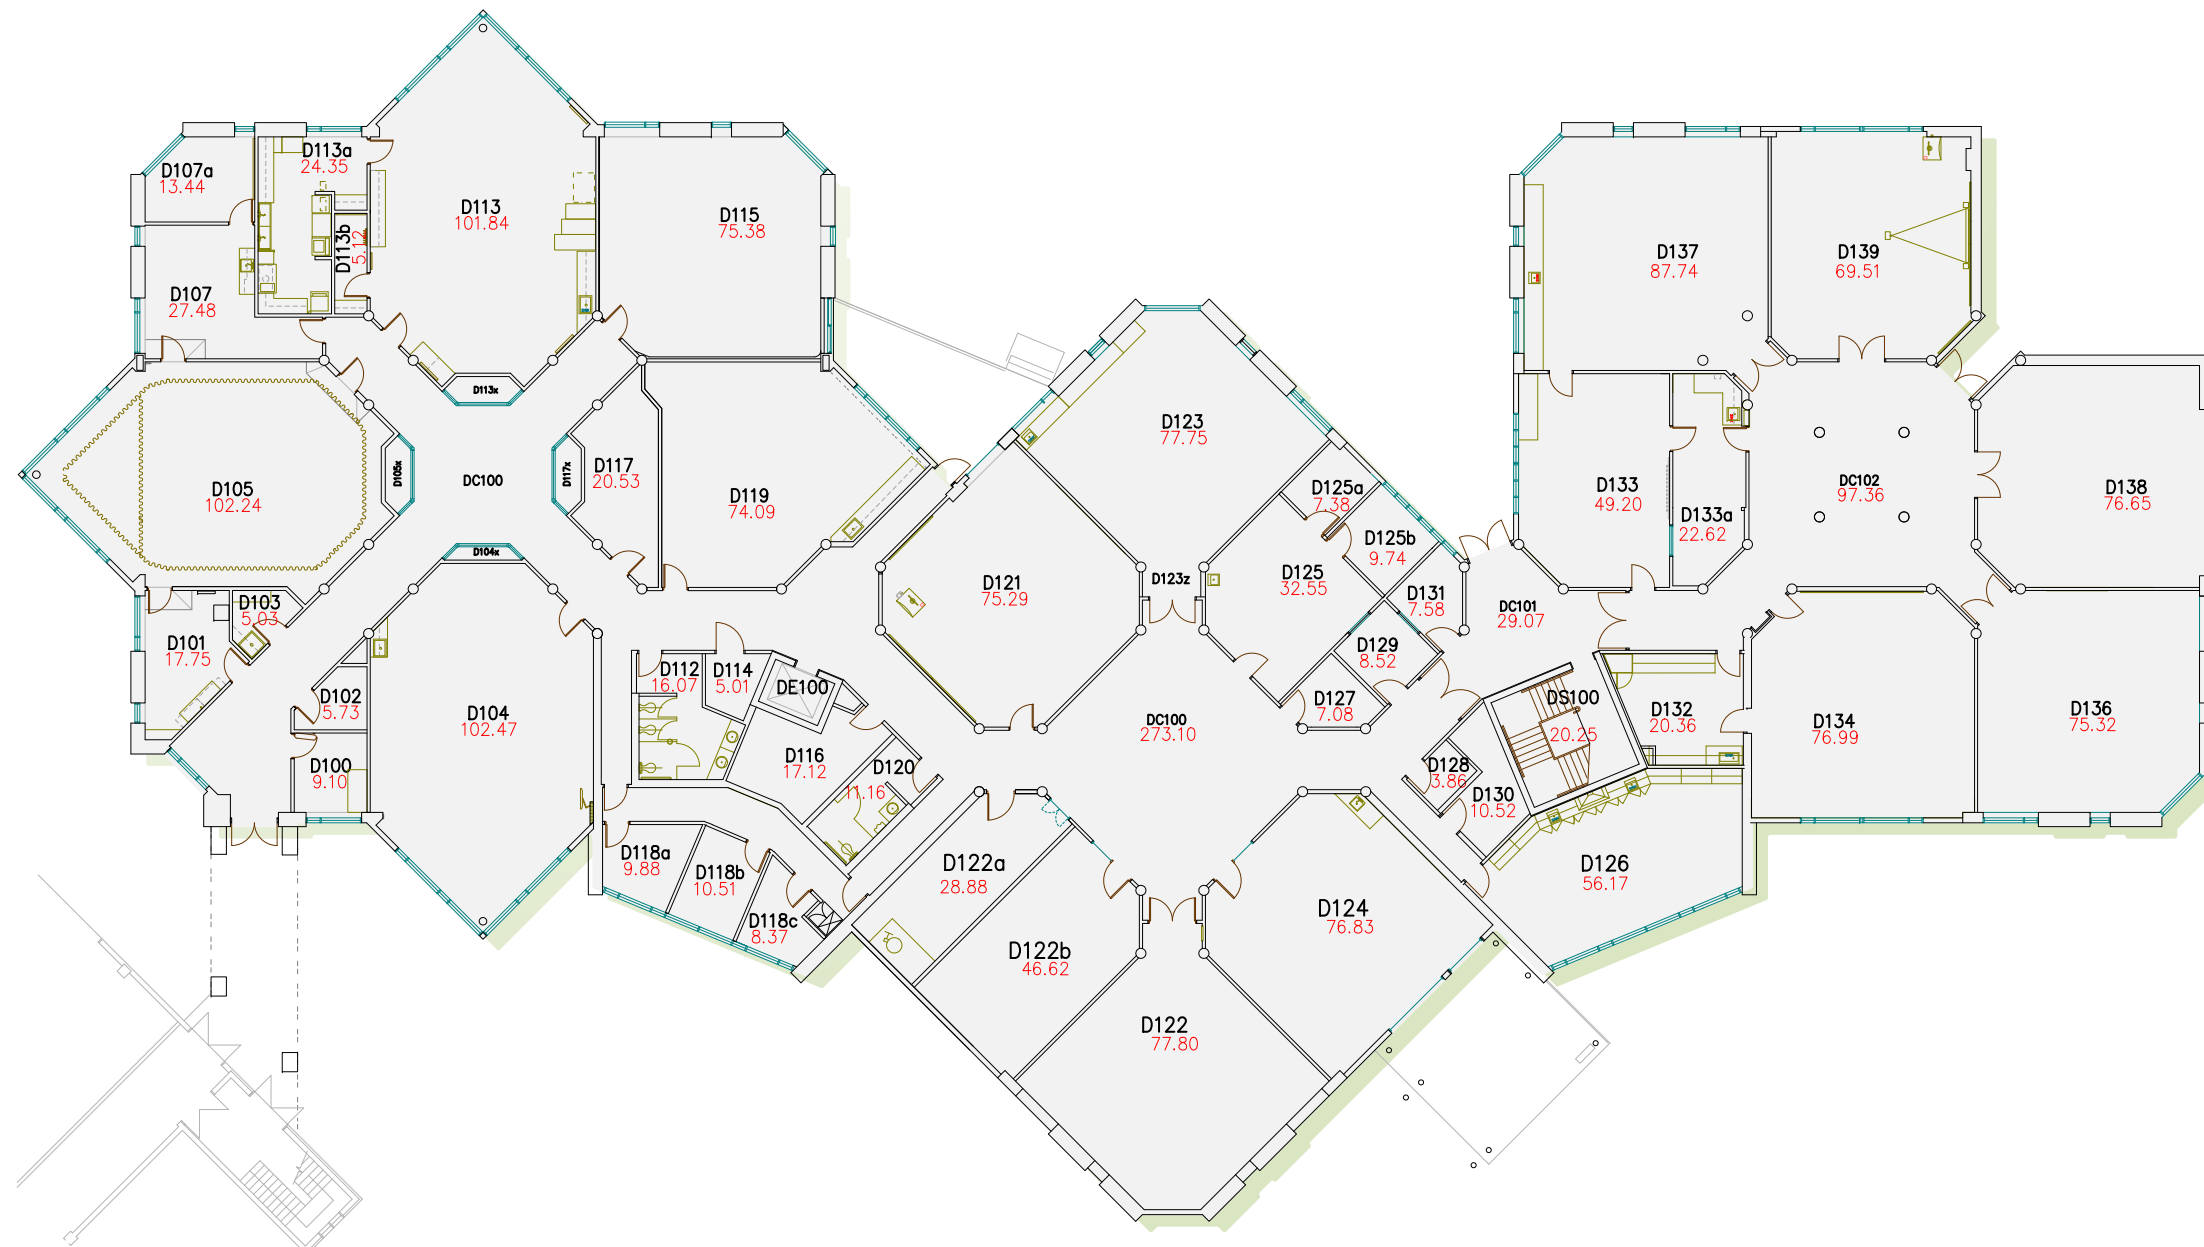 D113a
24.35
D107a
13.44
D113
101.84
D115
75.38
D113b
5.12
D107
27.48
D137
87.74
D139
69.51
D113x
D123
77.75
D105
102.24
D105x
DC100
D117x
D117
20.53
D119
74.09
D125a
7.38
D125b
9.74
D133
49.20
D133a
22.62
DC102
97.36
D138
76.65
D104x
D121
75.29
D123z
D125
32.55
D131
7.58
DC101
29.07
D103
5.03
D101
17.75
D102
5.73
D104
102.47
D112
16.07
D114
5.01
DE100
D129
8.52
D127
7.08
DC100
273.10
DS100
20.25
D132
20.36
D134
76.99
D136
75.32
D100
9.10
D116
17.12
D120
11.16
D128
3.86
D130
10.52
D118a
9.88
D118b
10.51
D118c
8.37
D122a
28.88
D122b
46.62
D124
76.83
D126
56.17
D122
77.80